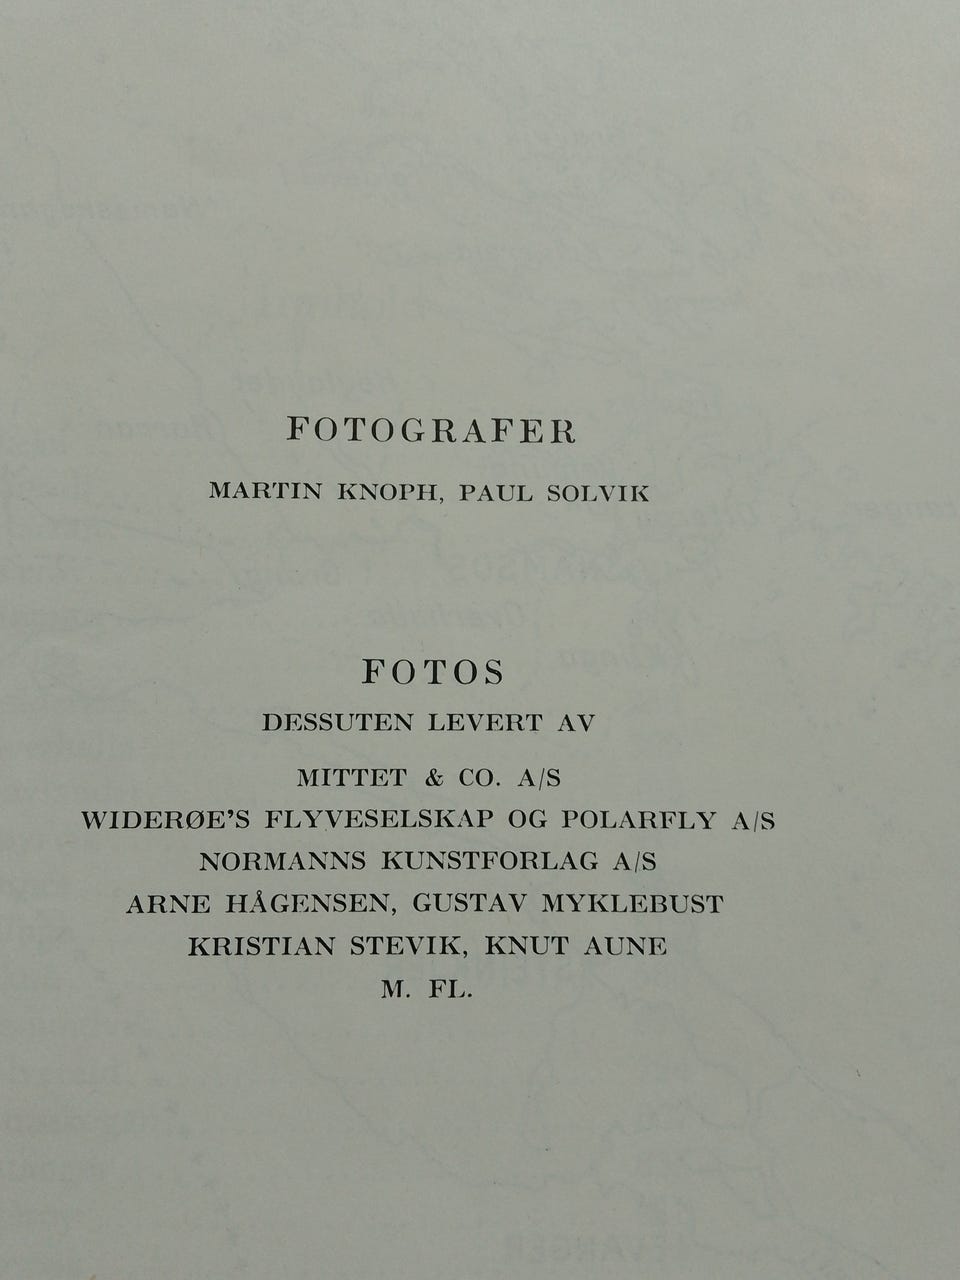 FOTOGRAFER
MARTIN KNOPH, PAUL SOLVIK
FOTOS
DESSUTEN LEVERT AV
MITTET & CO. A/S
WIDERØE'S FLYVESELSKAP OG POLARFLY A/S
NORMANNS KUNSTFORLAG A/S
ARNE HÅGENSEN, GUSTAV MYKLEBUST
KRISTIAN STEVIK, KNUT AUNE
M. FL.